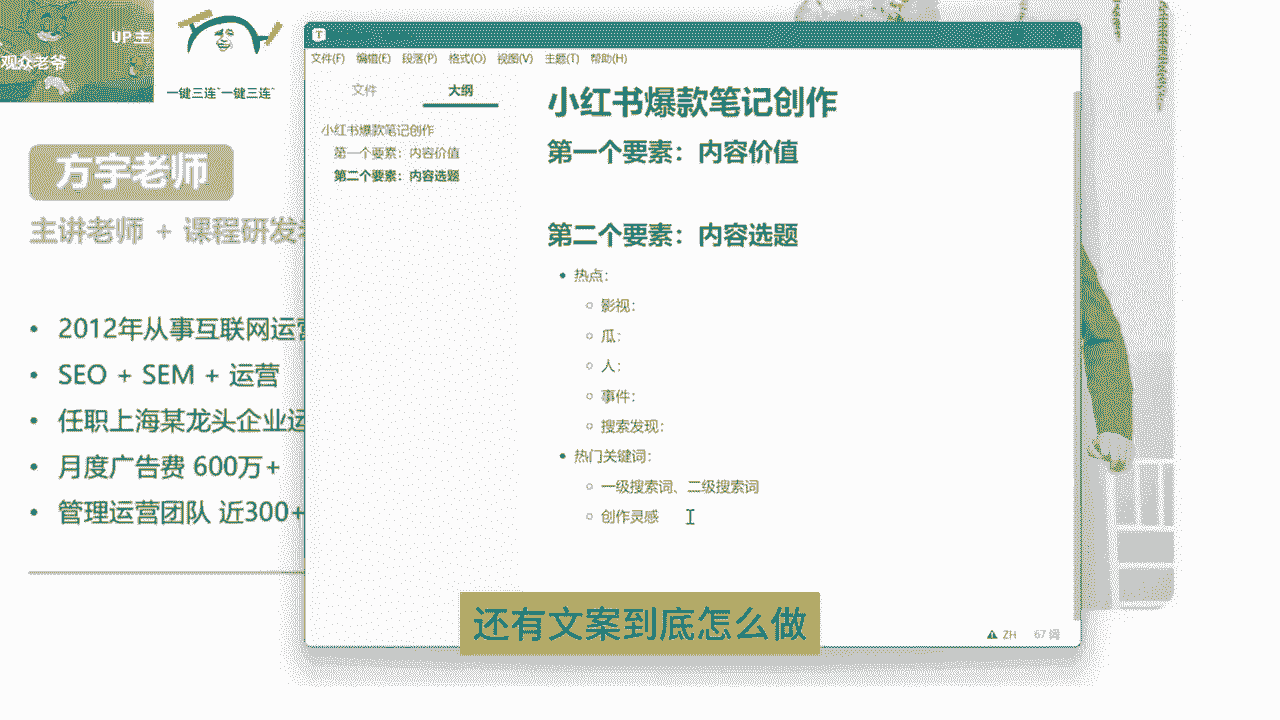 UP主
观众老爷
一键三连~一键三连~
方宇老师
主讲老师 + 课程研发
2012年从事互联网运营
SEO + SEM + 运营
任职上海某龙头企业运
月度广告费 600万+
管理运营团队 近300+
T
文件(F) 编辑(E) 段落(P) 格式(O) 视图(V) 主题(T) 帮助(H)
文件 大纲
小红书爆款笔记创作
第一个要素：内容价值
第二个要素：内容选题
小红书爆款笔记创作
第一个要素：内容价值
第二个要素：内容选题
热点：
影视：
瓜：
人：
事件：
搜索发现：
热门关键词：
一级搜索词、二级搜索词
创作灵感
还有文案到底怎么做
ZH 67 词